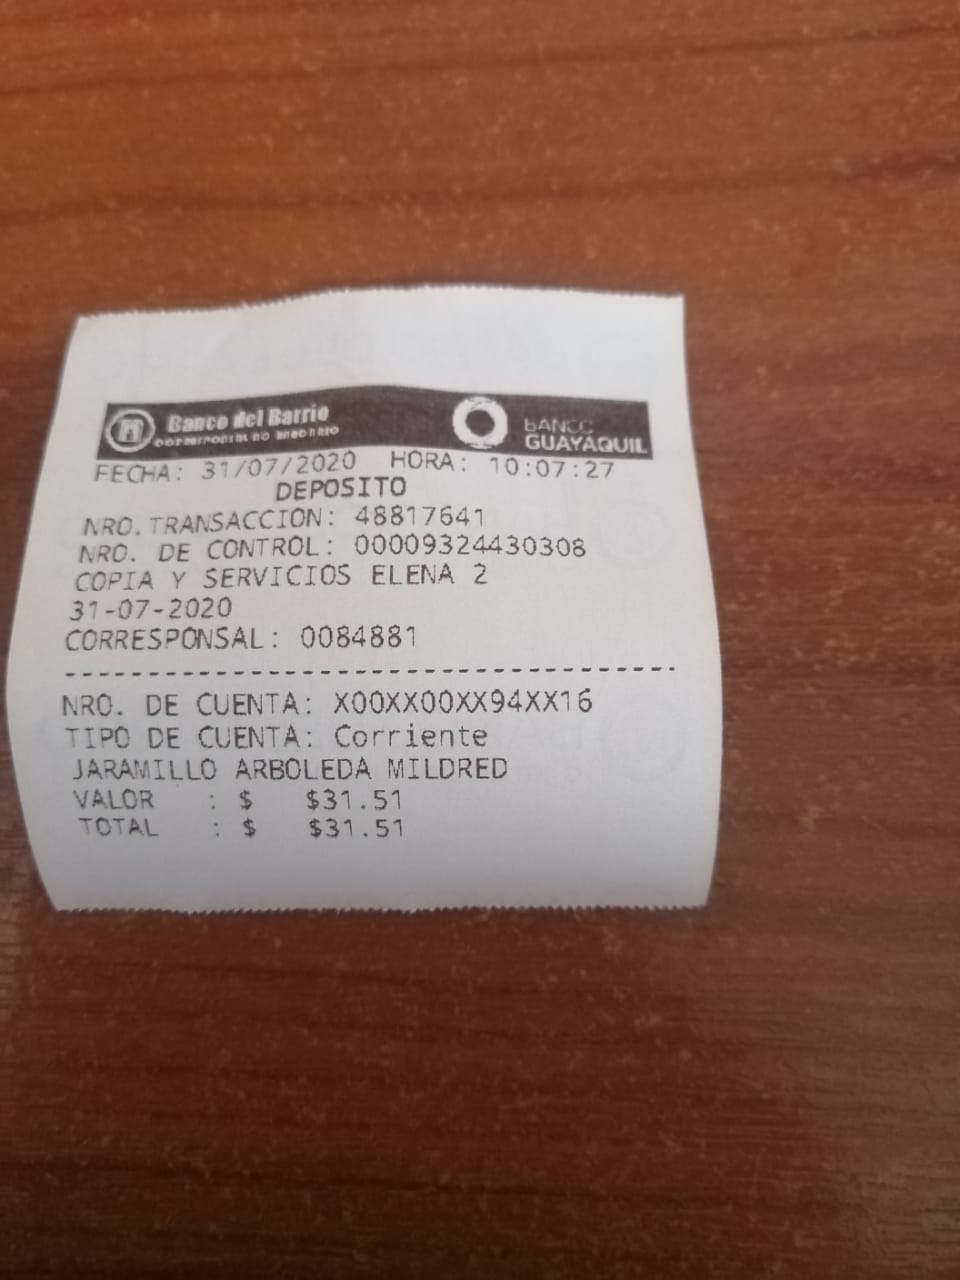 Banco del Barrio
BANCO
GUAYAQUIL
FECHA: 31/07/2020 HORA: 10:07:27
DEPOSITO
NRO.TRANSACCION: 48817641
NRO. DE CONTROL: 00009324430308
COPIA Y SERVICIOS ELENA 2
31-07-2020
CORRESPONSAL: 0084881
NRO. DE CUENTA: X00XX00XX94XX16
TIPO DE CUENTA: Corriente
JARAMILLO ARBOLEDA MILDRED
VALOR : $ $31.51
TOTAL : $ $31.51